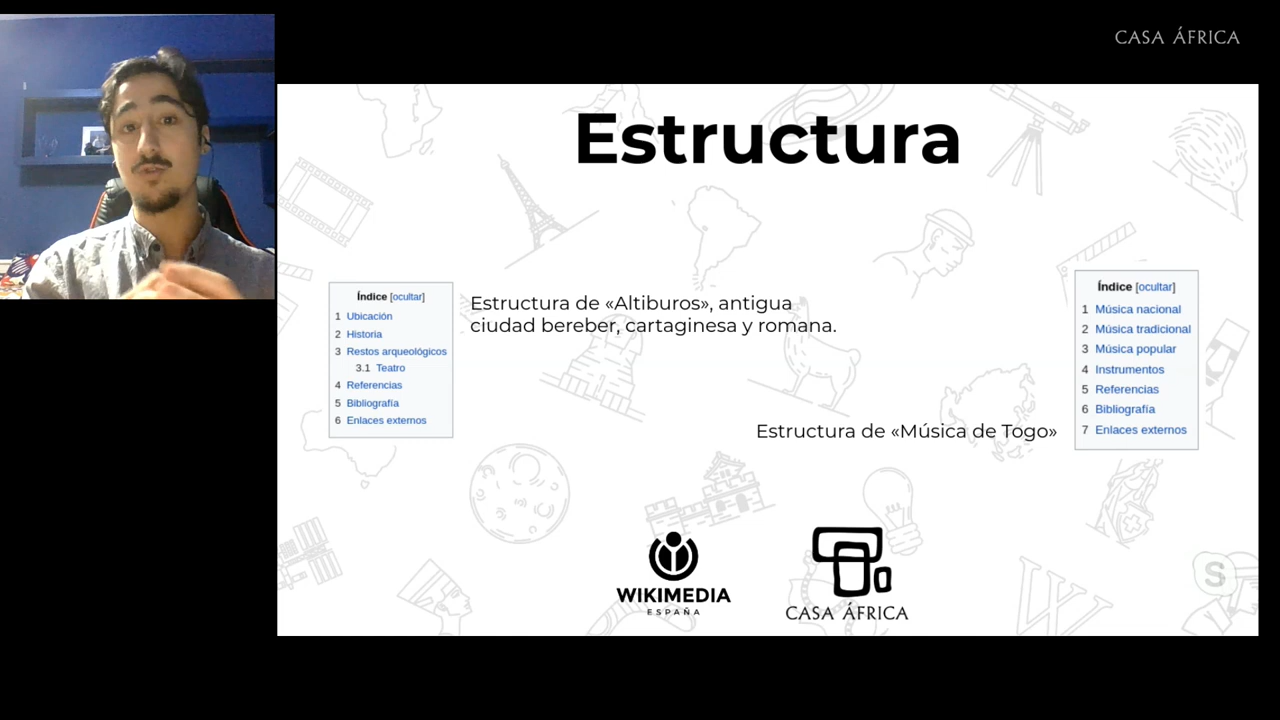 CASA ÁFRICA
Estructura
Índice [ocultar]
1 Ubicación
2 Historia
3 Restos arqueológicos
3.1 Teatro
4 Referencias
5 Bibliografía
6 Enlaces externos
Estructura de «Altiburos», antigua
ciudad bereber, cartaginesa y romana.
Índice [ocultar]
1 Música nacional
2 Música tradicional
3 Música popular
4 Instrumentos
5 Referencias
6 Bibliografía
7 Enlaces externos
Estructura de «Música de Togo»
WIKIMEDIA
ESPAÑA
CASA ÁFRICA
W
S